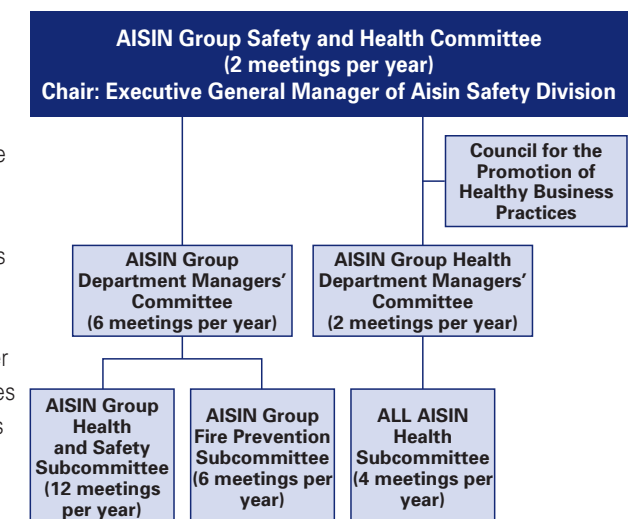 AISIN Group Safety and Health Committee
(2 meetings per year)
Chair: Executive General Manager of Aisin Safety Division
Council for the
Promotion of
Healthy Business
Practices
AISIN Group
Department Managers'
Committee
(6 meetings per year)
AISIN Group Health
Department Managers'
Committee
(2 meetings per year)
AISIN Group
Health
and Safety
Subcommittee
(12 meetings
per year)
AISIN Group
Fire Prevention
Subcommittee
(6 meetings per
year)
ALL AISIN
Health
Subcommittee
(4 meetings per
year)